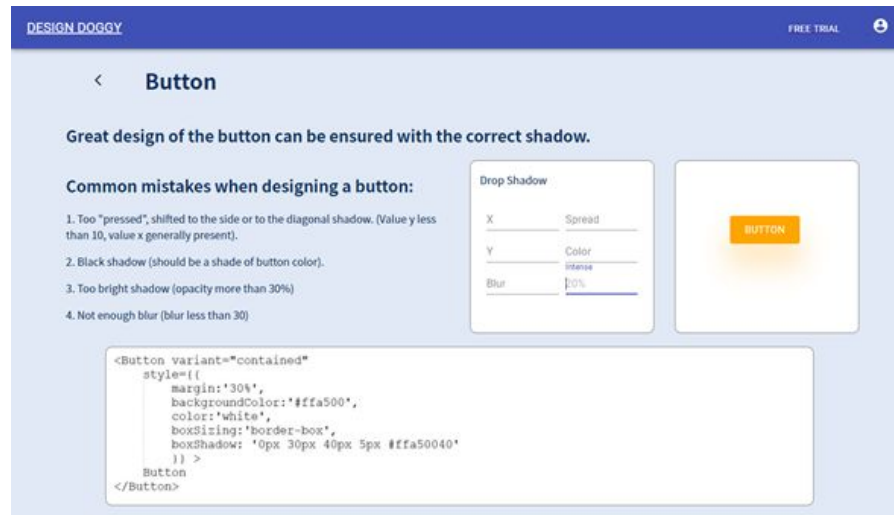 DESIGN DOGGY
FREE TRIAL
Button
Great design of the button can be ensured with the correct shadow.
Common mistakes when designing a button:
1. Too "pressed", shifted to the side or to the diagonal shadow. (Value y less
than 10, value x generally present).
2. Black shadow (should be a shade of button color).
3. Too bright shadow (opacity more than 30%)
4. Not enough blur (blur less than 30)
Drop Shadow
X Spread
Y Color
Intense
Blur 20%
BUTTON
<Button variant="contained"
style={{
margin:'30%',
backgroundColor:'#ffa500',
color:'white',
boxSizing:'border-box',
boxShadow: '0px 30px 40px 5px #ffa50040'
}} >
Button
</Button>